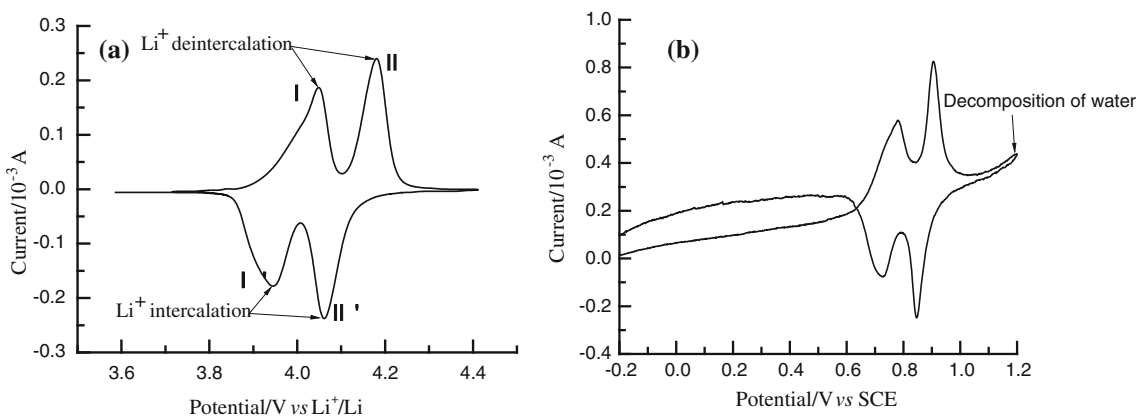 (a)
Li+ deintercalation
I
II
I '
Li+ intercalation
II '
0.3
0.2
0.1
0.0
-0.1
-0.2
-0.3
Current/10-3 A
3.6
3.8
4.0
4.2
4.4
Potential/V vs Li+/Li
(b)
Decomposition of water
1.0
0.8
0.6
0.4
0.2
0.0
-0.2
-0.4
Current/10-3 A
-0.2
0.0
0.2
0.4
0.6
0.8
1.0
1.2
Potential/V vs SCE